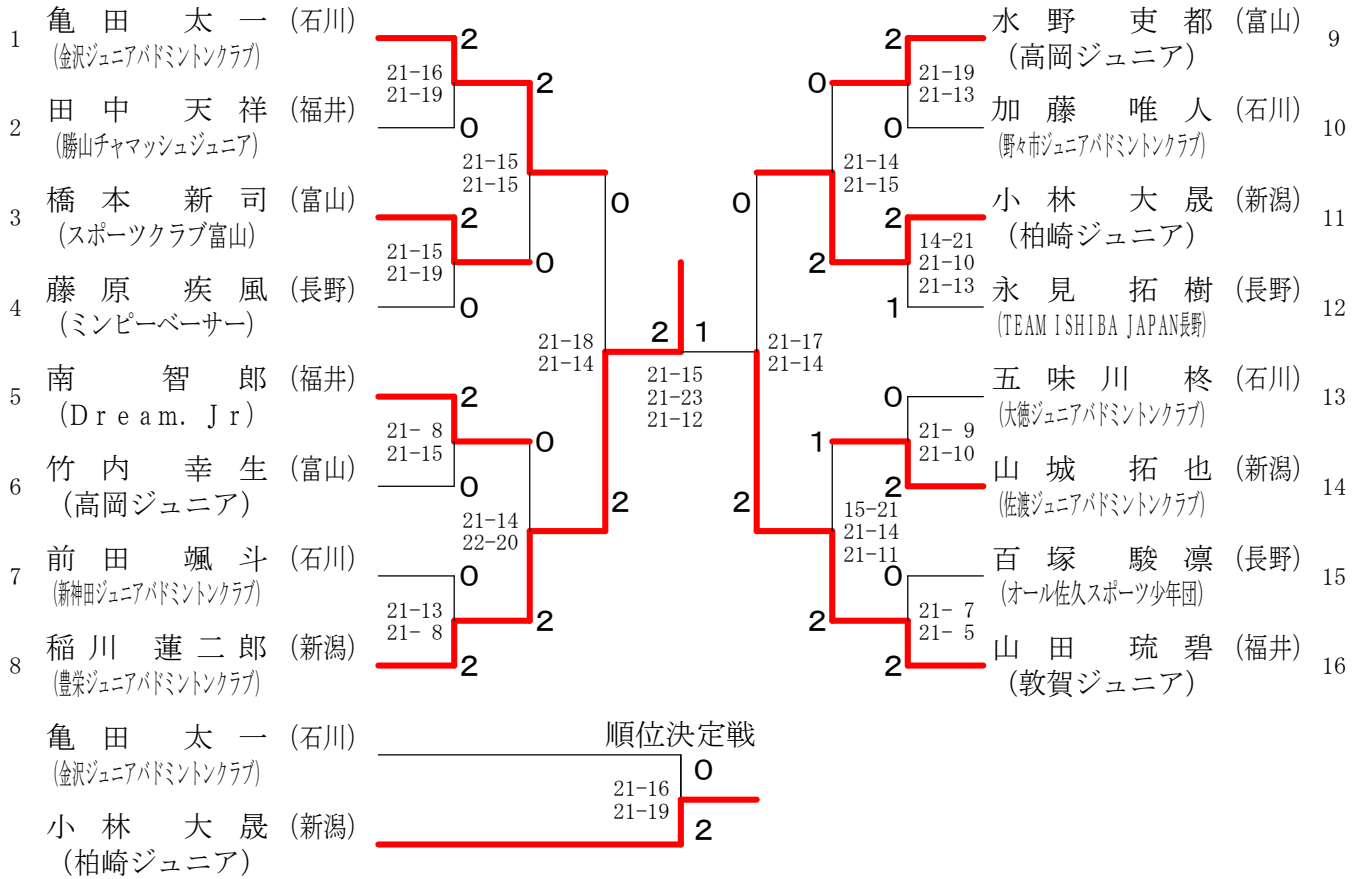 1 亀田 太一 (石川)
(金沢ジュニアバドミントンクラブ)
2 田中 天祥 (福井)
(勝山チャマッシュジュニア)
3 橋本 新司 (富山)
(スポーツクラブ富山)
4 藤原 疾風 (長野)
(ミンピーベーサー)
5 南 智郎 (福井)
(Dream. Jr)
6 竹内 幸生 (富山)
(高岡ジュニア)
7 前田 颯斗 (石川)
(新神田ジュニアバドミントンクラブ)
8 稲川 蓮二郎 (新潟)
(豊栄ジュニアバドミントンクラブ)
2
21-16
21-19
0
2
21-15
21-15
2
21-15
21-19
0
0
0
21-18
21-14
2
21- 8
21-15
0
0
21-14
22-20
0
21-13
21- 8
2
2
2
2 1
21-15
21-23
21-12
0
21-17
21-14
2
0
21-14
21-15
2
1
15-21
21-14
21-11
2
2
21-19
21-13
0
2
14-21
21-10
21-13
1
0
21- 9
21-10
2
0
21- 7
21- 5
2
水野 吏都 (富山) 9
(高岡ジュニア)
加藤 唯人 (石川) 10
(野々市ジュニアバドミントンクラブ)
小林 大晟 (新潟) 11
(柏崎ジュニア)
永見 拓樹 (長野) 12
(TEAM ISHIBA JAPAN長野)
五味川 柊 (石川) 13
(大徳ジュニアバドミントンクラブ)
山城 拓也 (新潟) 14
(佐渡ジュニアバドミントンクラブ)
百塚 駿凛 (長野) 15
(オール佐久スポーツ少年団)
山田 琉碧 (福井) 16
(敦賀ジュニア)
順位決定戦
亀田 太一 (石川)
(金沢ジュニアバドミントンクラブ)
0
21-16
21-19
2
小林 大晟 (新潟)
(柏崎ジュニア)